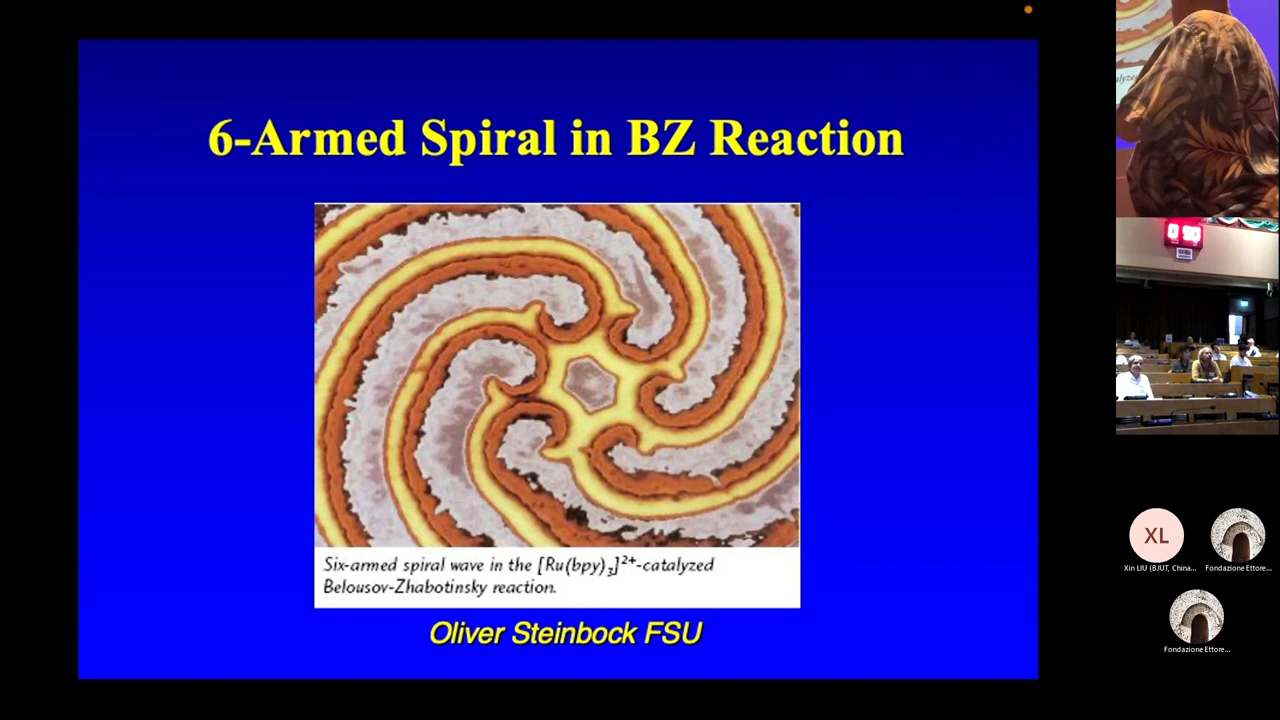 6-Armed Spiral in BZ Reaction
Six-armed spiral wave in the [Ru(bpy)₃]²⁺-catalyzed
Belousov-Zhabotinsky reaction.
Oliver Steinbock FSU
XL
Xin LIU (BJUT, China...
Fondazione Ettore...
Fondazione Ettore...